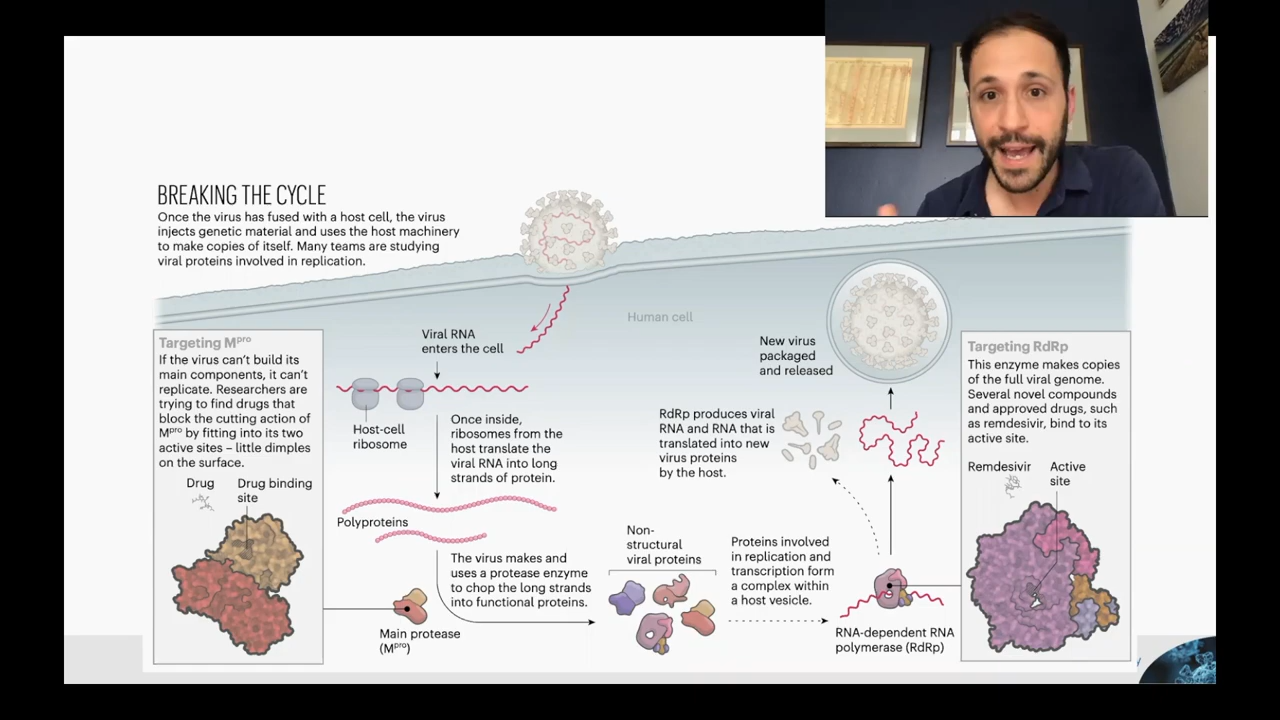 BREAKING THE CYCLE
Once the virus has fused with a host cell, the virus
injects genetic material and uses the host machinery
to make copies of itself. Many teams are studying
viral proteins involved in replication.
Human cell
Viral RNA
enters the cell
Host-cell
ribosome
Once inside,
ribosomes from the
host translate the
viral RNA into long
strands of protein.
Polyproteins
The virus makes and
uses a protease enzyme
to chop the long strands
into functional proteins.
Main protease
(Mᵖʳᵒ)
Targeting Mᵖʳᵒ
If the virus can’t build its
main components, it can’t
replicate. Researchers are
trying to find drugs that
block the cutting action of
Mᵖʳᵒ by fitting into its two
active sites – little dimples
on the surface.
Drug
Drug binding
site
Non-
structural
viral proteins
Proteins involved
in replication and
transcription form
a complex within
a host vesicle.
RNA-dependent RNA
polymerase (RdRp)
RdRp produces viral
RNA and RNA that is
translated into new
virus proteins
by the host.
New virus
packaged
and released
Targeting RdRp
This enzyme makes copies
of the full viral genome.
Several novel compounds
and approved drugs, such
as remdesivir, bind to its
active site.
Remdesivir
Active
site